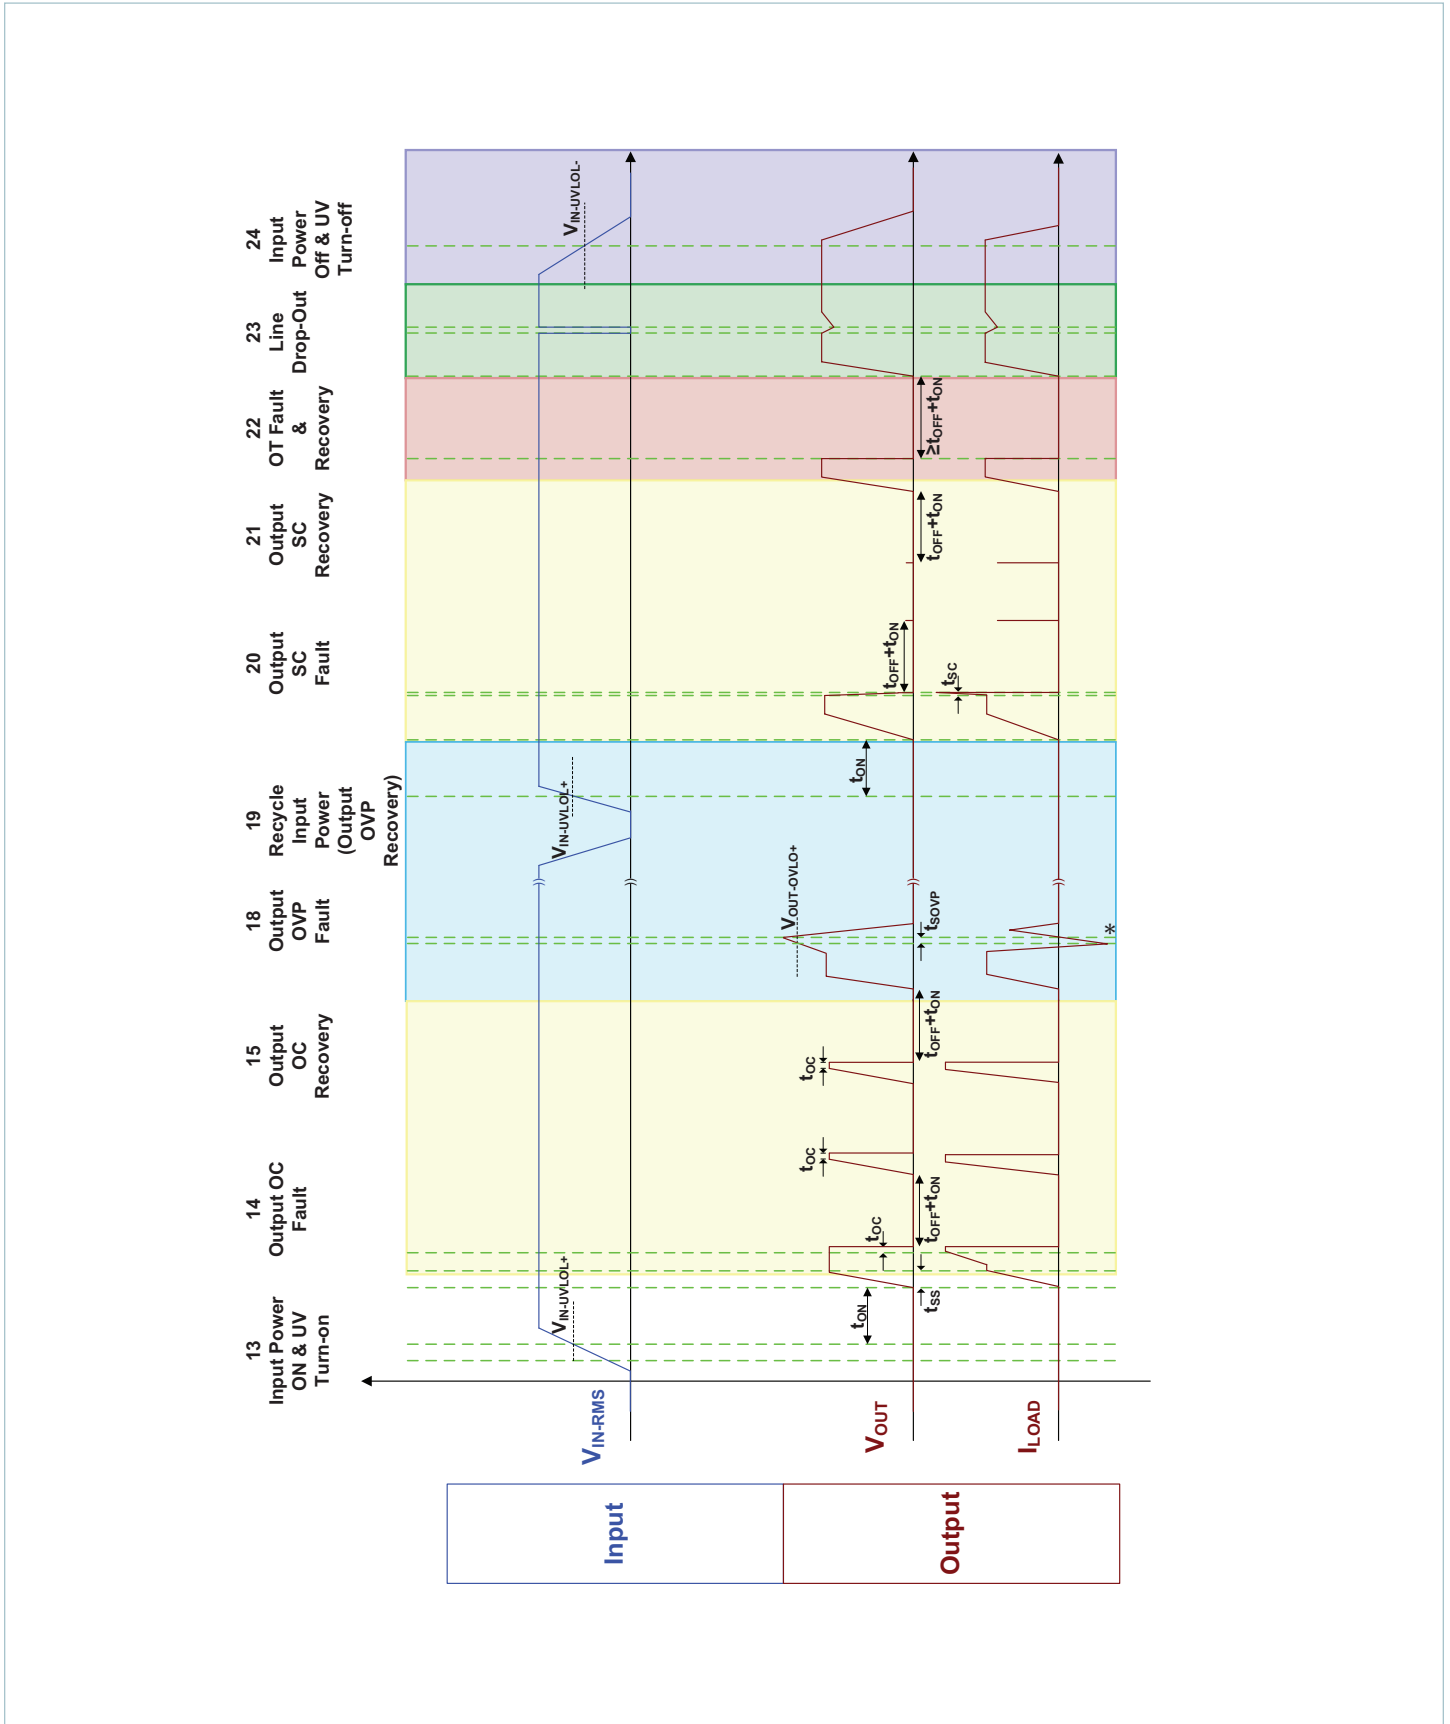 13
Input Power
ON & UV
Turn-on
14
Output OC
Fault
15
Output
OC
Recovery
18
Output
OVP
Fault
19
Recycle
Input
Power
(Output
OVP
Recovery)
20
Output
SC
Fault
21
Output
SC
Recovery
22
OT Fault
&
Recovery
23
Line
Drop-Out
24
Input
Power
Off & UV
Turn-off
Input
VIN-RMS
VIN-UVLOL+
VIN-UVLOL+
VIN-UVLOL-
Output
VOUT
tON
tSS
tOC
tOFF+tON
tOC
tOC
tOFF+tON
VOUT-OVLO+
tSOVP
tON
tOFF+tON
tOFF+tON
≥tOFF+tON
ILOAD
*
tSC